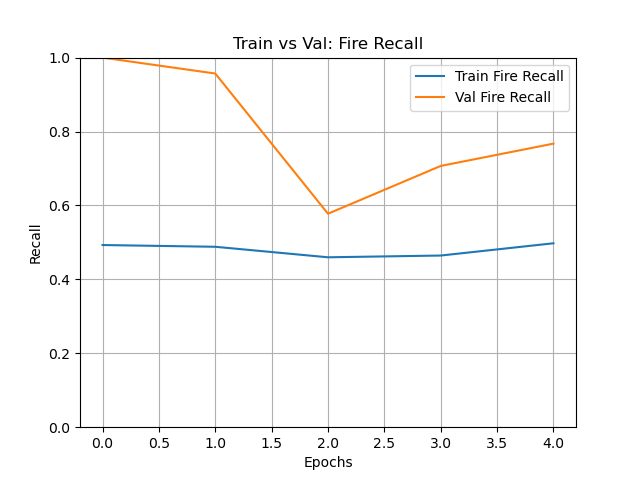 Train vs Val: Fire Recall
Train Fire Recall
Val Fire Recall
1.0
0.8
0.6
0.4
0.2
0.0
Recall
0.0 0.5 1.0 1.5 2.0 2.5 3.0 3.5 4.0
Epochs